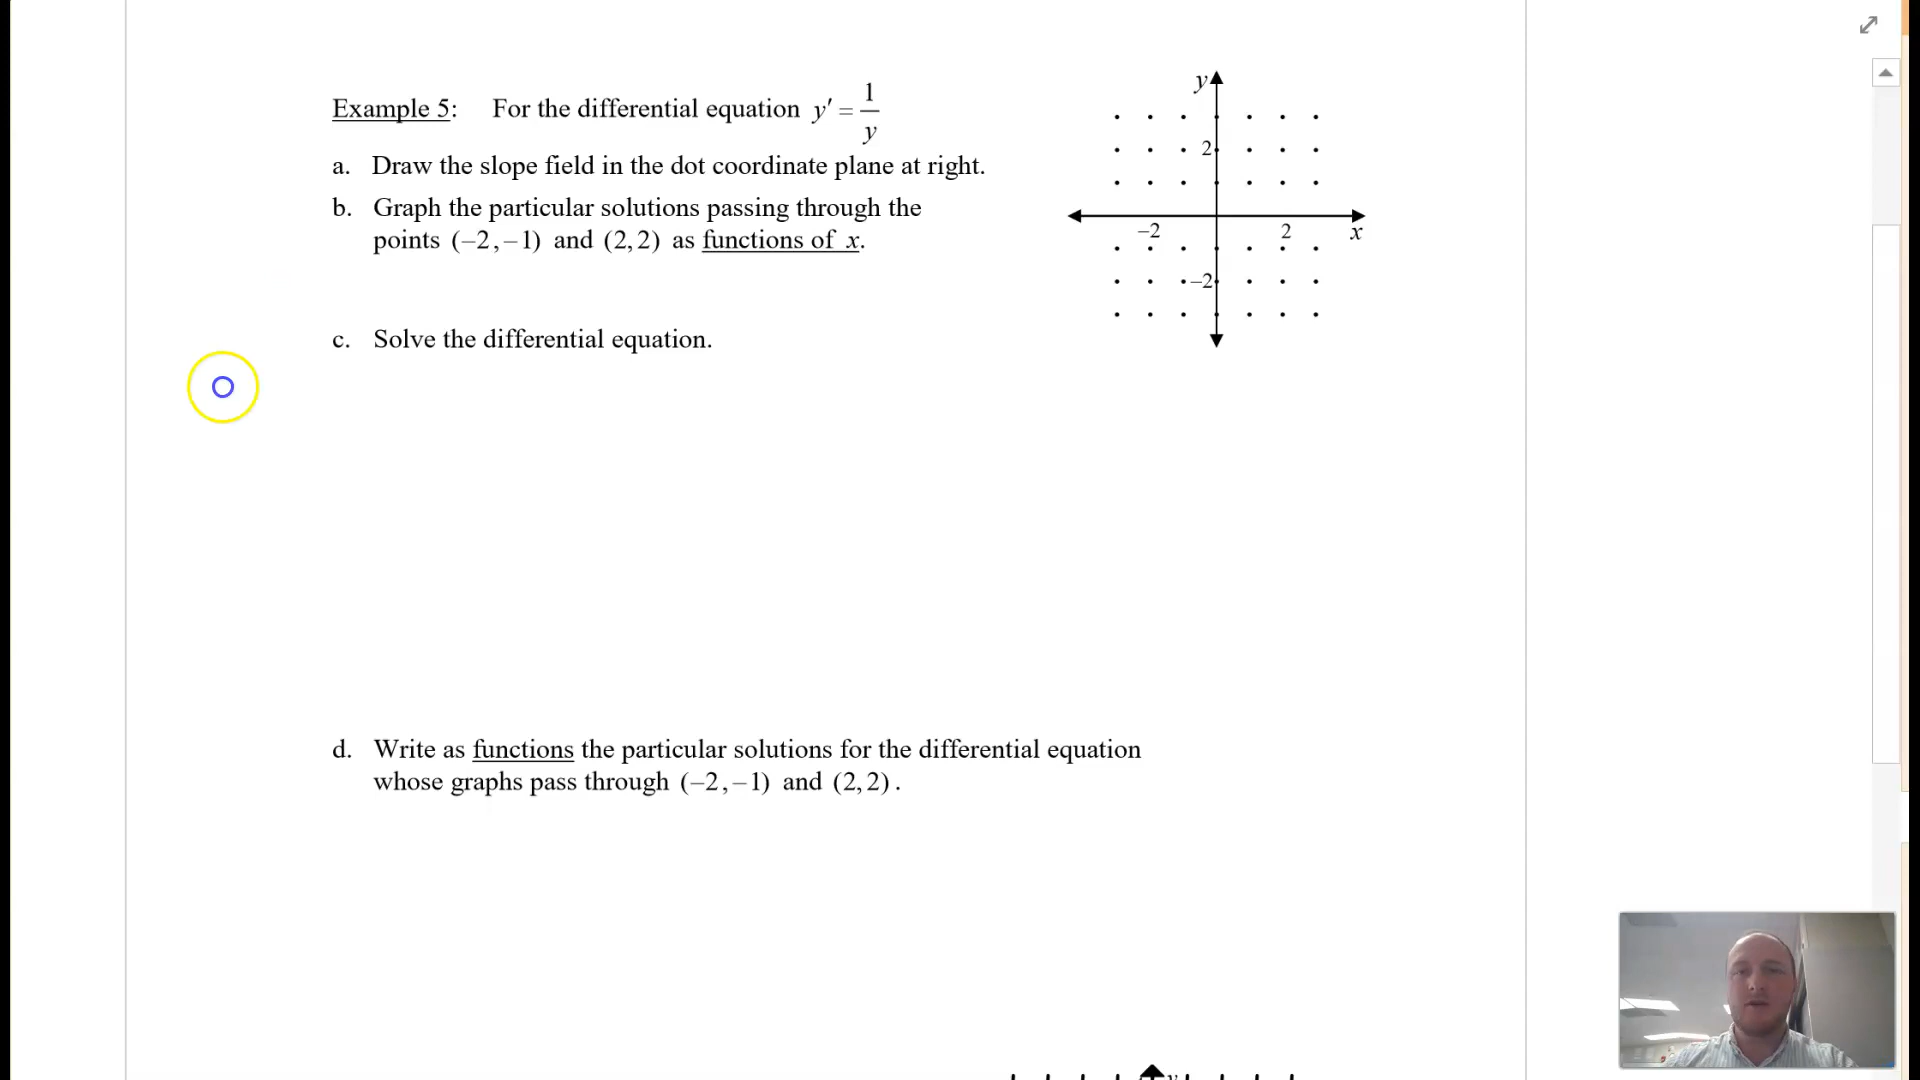 Example 5: For the differential equation y′ = 1/y
a. Draw the slope field in the dot coordinate plane at right.
b. Graph the particular solutions passing through the
points (−2,−1) and (2,2) as functions of x.
c. Solve the differential equation.
d. Write as functions the particular solutions for the differential equation
whose graphs pass through (−2,−1) and (2,2).
y
2
−2
2
x
−2
y